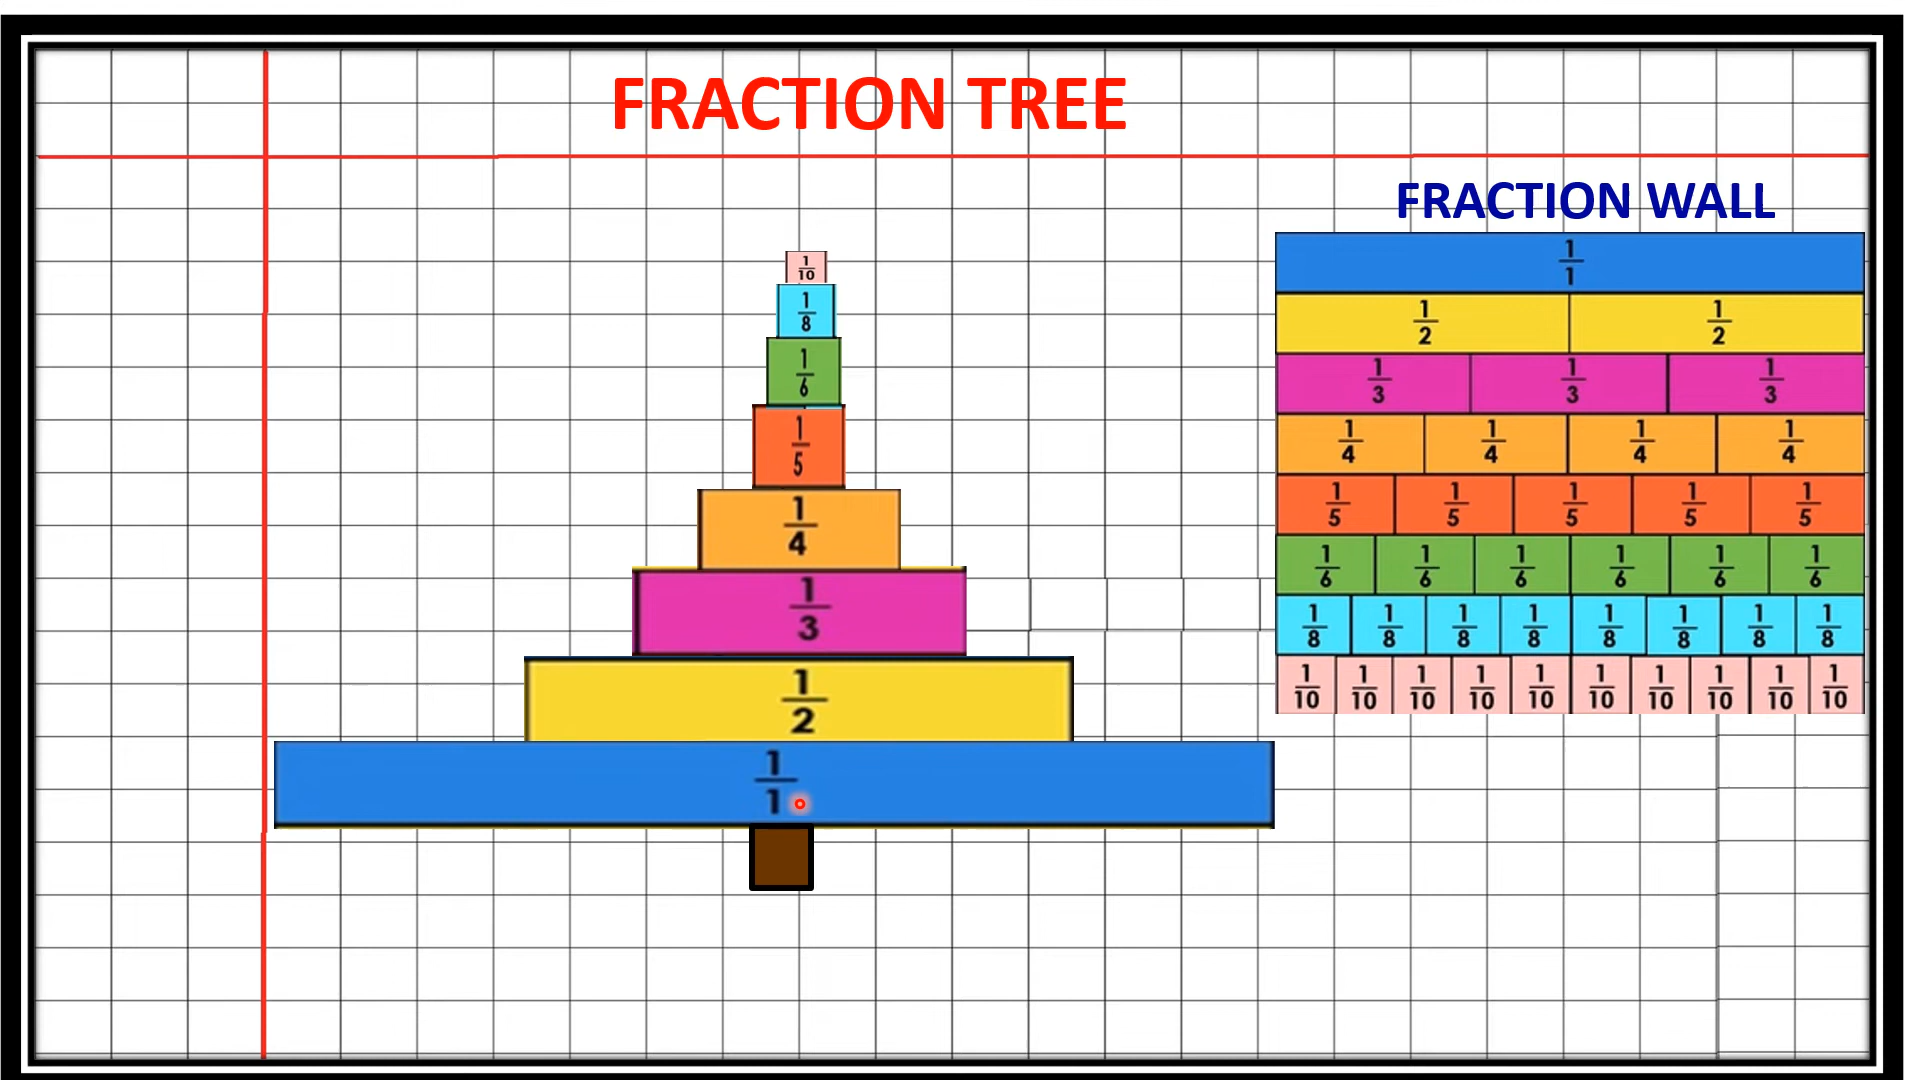 FRACTION TREE
1/10
1/8
1/6
1/5
1/4
1/3
1/2
1/1
FRACTION WALL
1/1
1/2 1/2
1/3 1/3 1/3
1/4 1/4 1/4 1/4
1/5 1/5 1/5 1/5 1/5
1/6 1/6 1/6 1/6 1/6 1/6
1/8 1/8 1/8 1/8 1/8 1/8 1/8 1/8
1/10 1/10 1/10 1/10 1/10 1/10 1/10 1/10 1/10 1/10